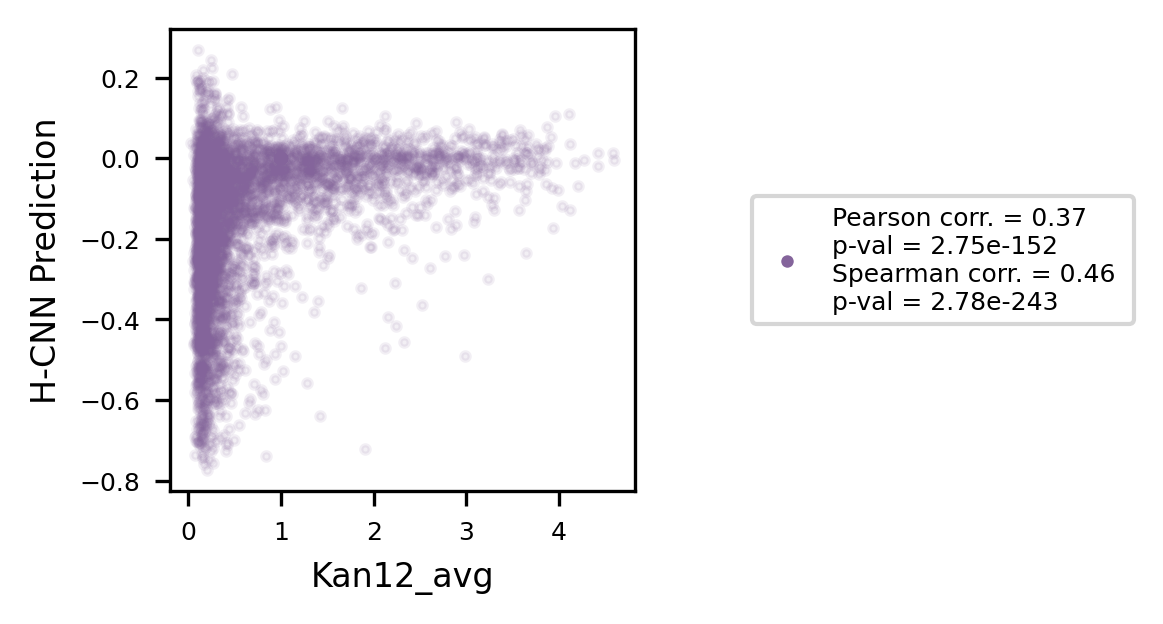 0.2
0.0
−0.2
−0.4
−0.6
−0.8
H-CNN Prediction
0 1 2 3 4
Kan12_avg
Pearson corr. = 0.37
p-val = 2.75e-152
Spearman corr. = 0.46
p-val = 2.78e-243